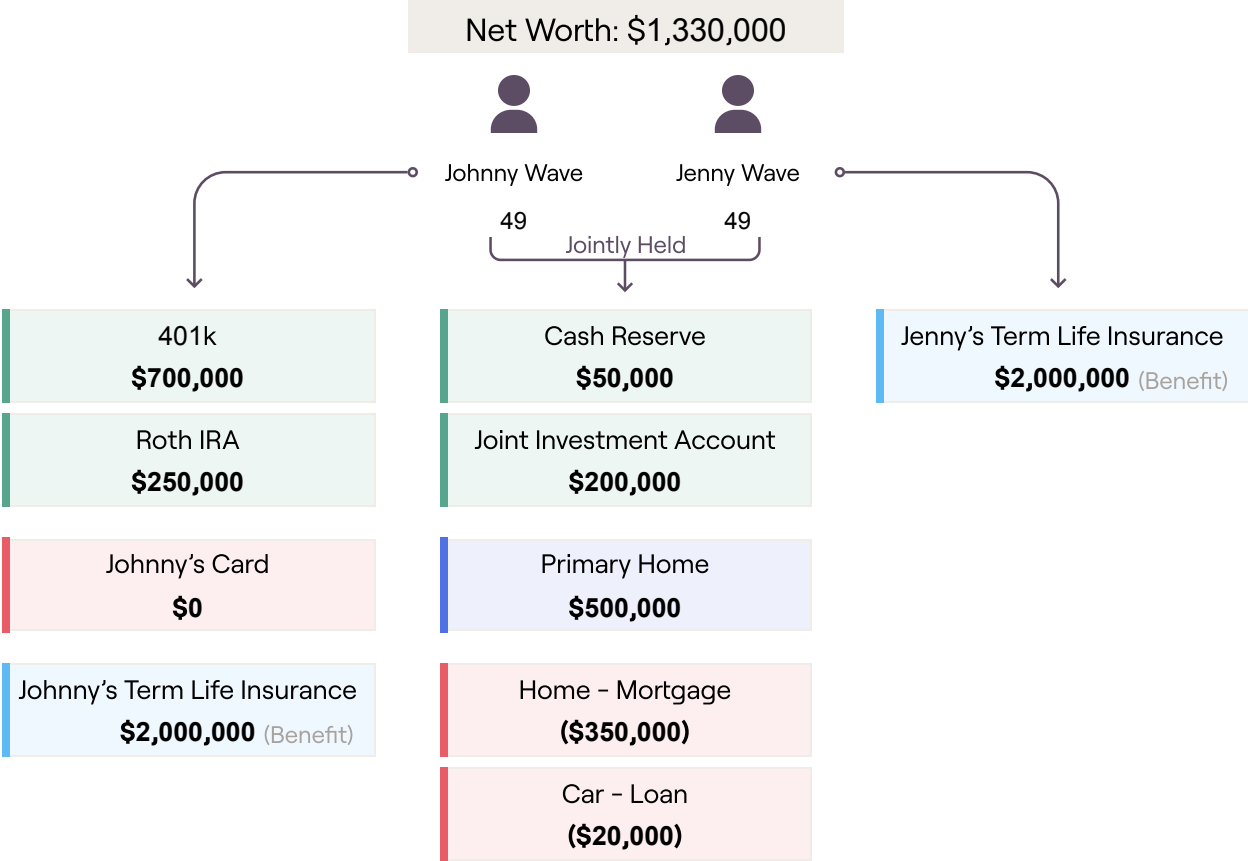 Net Worth: $1,330,000
Johnny Wave
Jenny Wave
49
49
Jointly Held
401k
$700,000
Roth IRA
$250,000
Johnny’s Card
$0
Johnny’s Term Life Insurance
$2,000,000 (Benefit)
Cash Reserve
$50,000
Joint Investment Account
$200,000
Primary Home
$500,000
Home - Mortgage
($350,000)
Car - Loan
($20,000)
Jenny’s Term Life Insurance
$2,000,000 (Benefit)